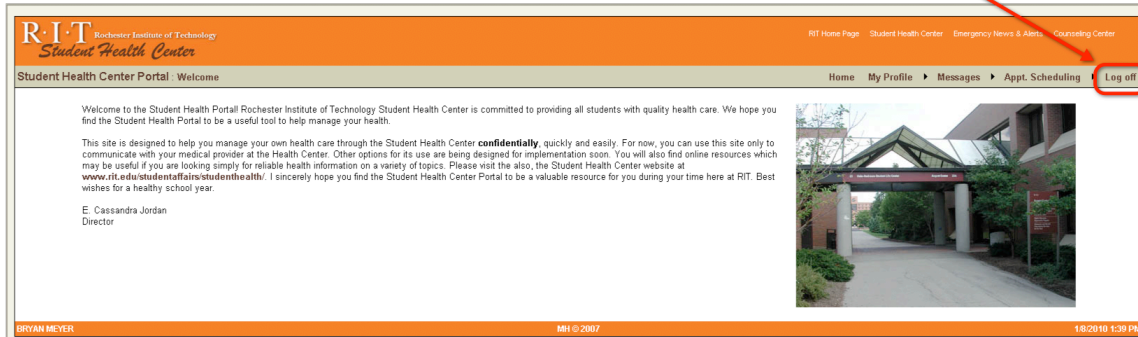 R·I·T Rochester Institute of Technology
Student Health Center
RIT Home Page Student Health Center Emergency News & Alerts Counseling Center
Student Health Center Portal : Welcome
Home My Profile Messages Appt. Scheduling Log off
Welcome to the Student Health Portal! Rochester Institute of Technology Student Health Center is committed to providing all students with quality health care. We hope you
find the Student Health Portal to be a useful tool to help manage your health.
This site is designed to help you manage your own health care through the Student Health Center confidentially, quickly and easily. For now, you can use this site only to
communicate with your medical provider at the Health Center. Other options for its use are being designed for implementation soon. You will also find online resources which
may be useful if you are looking simply for reliable health information on a variety of topics. Please visit the also, the Student Health Center website at
www.rit.edu/studentaffairs/studenthealth/. I sincerely hope you find the Student Health Center Portal to be a valuable resource for you during your time here at RIT. Best
wishes for a healthy school year.
E. Cassandra Jordan
Director
BRYAN MEYER MH © 2007 1/8/2010 1:39 PM